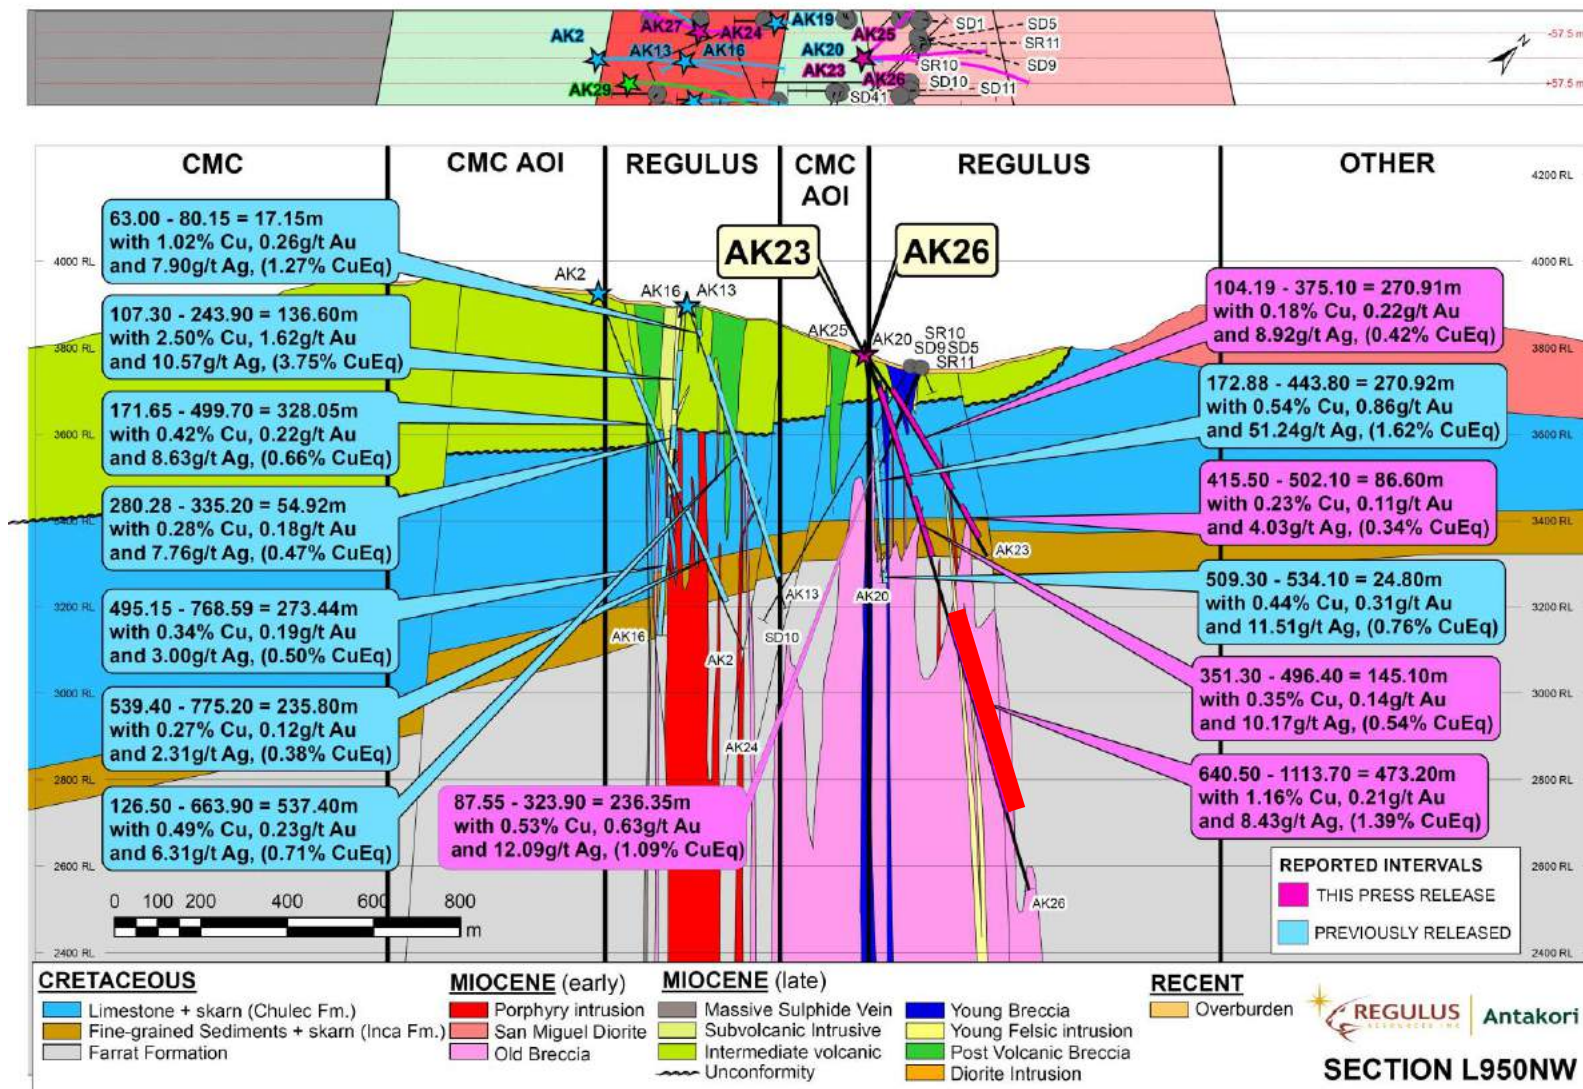 AK27
AK24
AK19
AK2
AK13
AK16
AK20
AK25
AK23
AK26
AK29
SD1
SD5
SR11
SD9
SR10
SD10
SD11
SD41
-57.5 m
+57.5 m
N
CMC
CMC AOI
REGULUS
CMC
AOI
REGULUS
OTHER
4200 RL
4000 RL
4000 RL
3800 RL
3800 RL
3600 RL
3600 RL
3400 RL
3400 RL
3200 RL
3200 RL
3000 RL
3000 RL
2800 RL
2800 RL
2600 RL
2600 RL
2400 RL
2400 RL
63.00 - 80.15 = 17.15m
with 1.02% Cu, 0.26g/t Au
and 7.90g/t Ag, (1.27% CuEq)
107.30 - 243.90 = 136.60m
with 2.50% Cu, 1.62g/t Au
and 10.57g/t Ag, (3.75% CuEq)
171.65 - 499.70 = 328.05m
with 0.42% Cu, 0.22g/t Au
and 8.63g/t Ag, (0.66% CuEq)
280.28 - 335.20 = 54.92m
with 0.28% Cu, 0.18g/t Au
and 7.76g/t Ag, (0.47% CuEq)
495.15 - 768.59 = 273.44m
with 0.34% Cu, 0.19g/t Au
and 3.00g/t Ag, (0.50% CuEq)
539.40 - 775.20 = 235.80m
with 0.27% Cu, 0.12g/t Au
and 2.31g/t Ag, (0.38% CuEq)
126.50 - 663.90 = 537.40m
with 0.49% Cu, 0.23g/t Au
and 6.31g/t Ag, (0.71% CuEq)
87.55 - 323.90 = 236.35m
with 0.53% Cu, 0.63g/t Au
and 12.09g/t Ag, (1.09% CuEq)
AK23
AK26
AK2
AK16
AK13
AK25
AK20
SR10
SD9
SD5
SR11
AK23
AK13
AK20
AK16
SD10
AK2
AK24
AK26
104.19 - 375.10 = 270.91m
with 0.18% Cu, 0.22g/t Au
and 8.92g/t Ag, (0.42% CuEq)
172.88 - 443.80 = 270.92m
with 0.54% Cu, 0.86g/t Au
and 51.24g/t Ag, (1.62% CuEq)
415.50 - 502.10 = 86.60m
with 0.23% Cu, 0.11g/t Au
and 4.03g/t Ag, (0.34% CuEq)
509.30 - 534.10 = 24.80m
with 0.44% Cu, 0.31g/t Au
and 11.51g/t Ag, (0.76% CuEq)
351.30 - 496.40 = 145.10m
with 0.35% Cu, 0.14g/t Au
and 10.17g/t Ag, (0.54% CuEq)
640.50 - 1113.70 = 473.20m
with 1.16% Cu, 0.21g/t Au
and 8.43g/t Ag, (1.39% CuEq)
REPORTED INTERVALS
THIS PRESS RELEASE
PREVIOUSLY RELEASED
0 100 200 400 600 800
m
CRETACEOUS
Limestone + skarn (Chulec Fm.)
Fine-grained Sediments + skarn (Inca Fm.)
Farrat Formation
MIOCENE (early)
Porphyry intrusion
San Miguel Diorite
Old Breccia
MIOCENE (late)
Massive Sulphide Vein
Subvolcanic Intrusive
Intermediate volcanic
Unconformity
Young Breccia
Young Felsic intrusion
Post Volcanic Breccia
Diorite Intrusion
RECENT
Overburden
REGULUS
RESOURCES INC
Antakori
SECTION L950NW